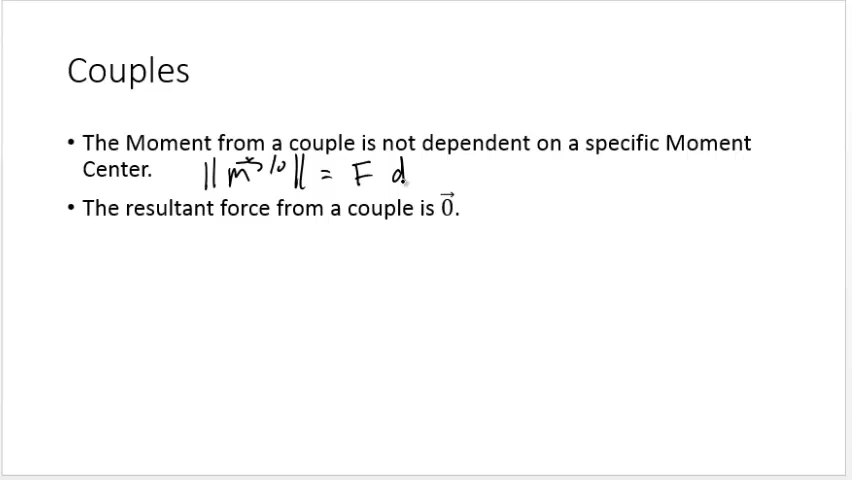 Couples
• The Moment from a couple is not dependent on a specific Moment
Center. ||m⃗/o|| = F d
• The resultant force from a couple is 0⃗.